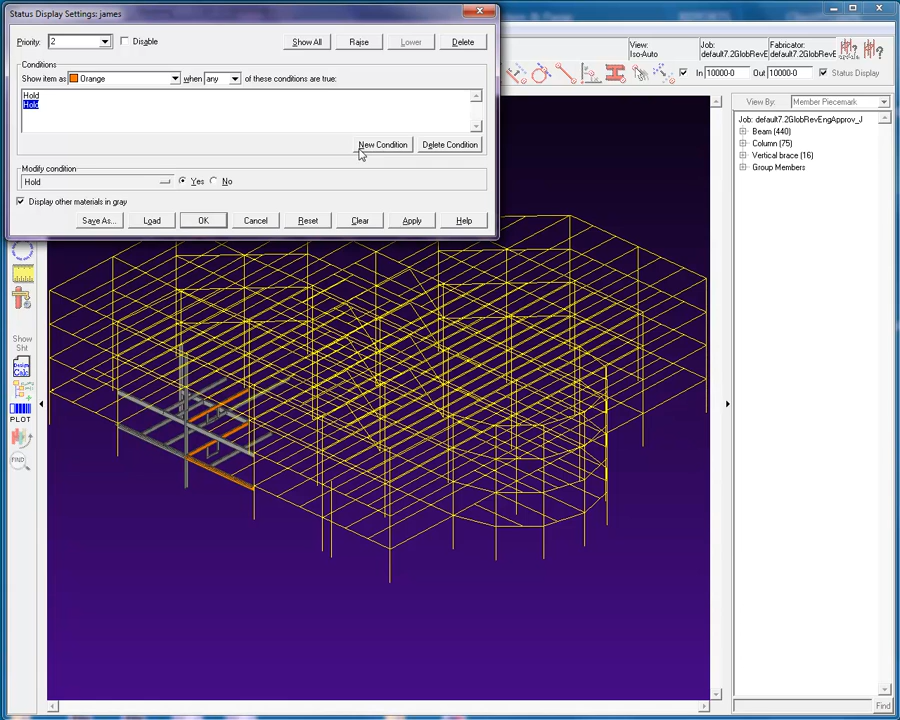 Status Display Settings: james
Priority: 2 Disable Show All Raise Lower Delete
Conditions
Show item as Orange when any of these conditions are true:
Hold
Hold
New Condition Delete Condition
Modify condition
Hold Yes No
Display other materials in gray
Save As... Load OK Cancel Reset Clear Apply Help
View:
Iso-Auto
Job:
default7.2GlobRevE
Fabricator:
default7.2GlobRevE
In 10000-0 Out 10000-0 Status Display
View By: Member Piecemark
Job: default7.2GlobRevEngApprov_J
Beam (440)
Column (75)
Vertical brace (16)
Group Members
Show
Sht
PLOT
FIND
Find